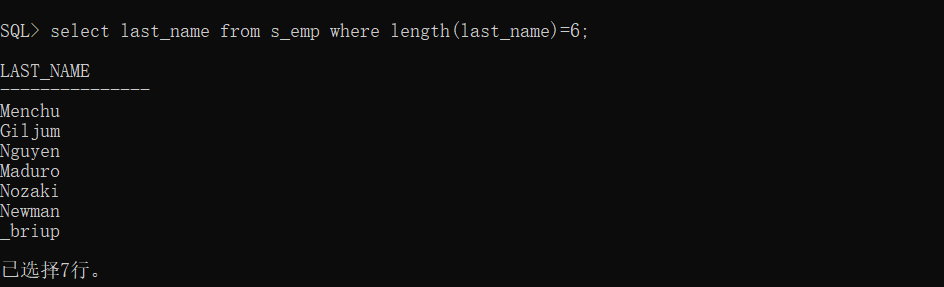 SQL> select last_name from s_emp where length(last_name)=6;
LAST_NAME
---------------
Menchu
Giljum
Nguyen
Maduro
Nozaki
Newman
_briup
已选择7行。